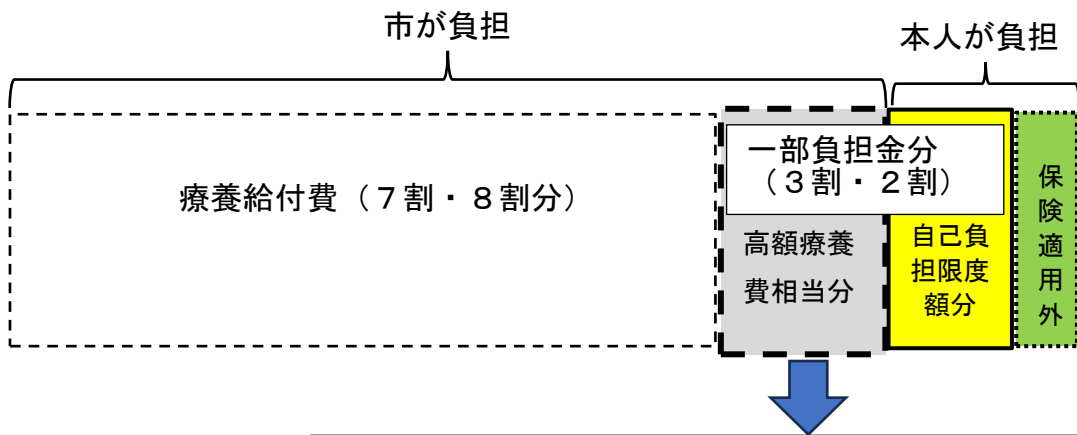 市が負担
本人が負担
療養給付費（７割・８割分）
一部負担金分
（３割・２割）
高額療養
費相当分
自己負
担限度
額分
保険適用外